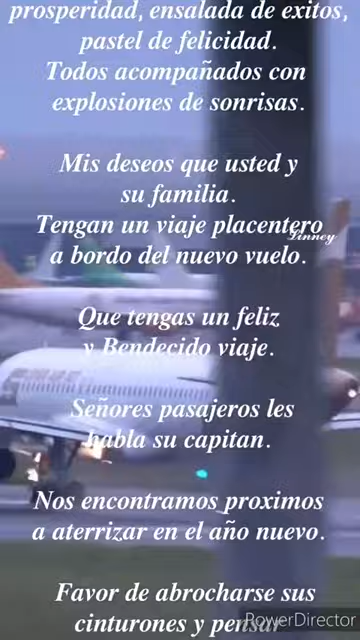 prosperidad, ensalada de exitos,
pastel de felicidad.
Todos acompañados con
explosiones de sonrisas.
Mis deseos que usted y
su familia.
Tengan un viaje placentero
Linney
a bordo del nuevo vuelo.
Que tengas un feliz
y Bendecido viaje.
Señores pasajeros les
habla su capitan.
Nos encontramos proximos
a aterrizar en el año nuevo.
Favor de abrocharse sus
cinturones y pensar
PowerDirector